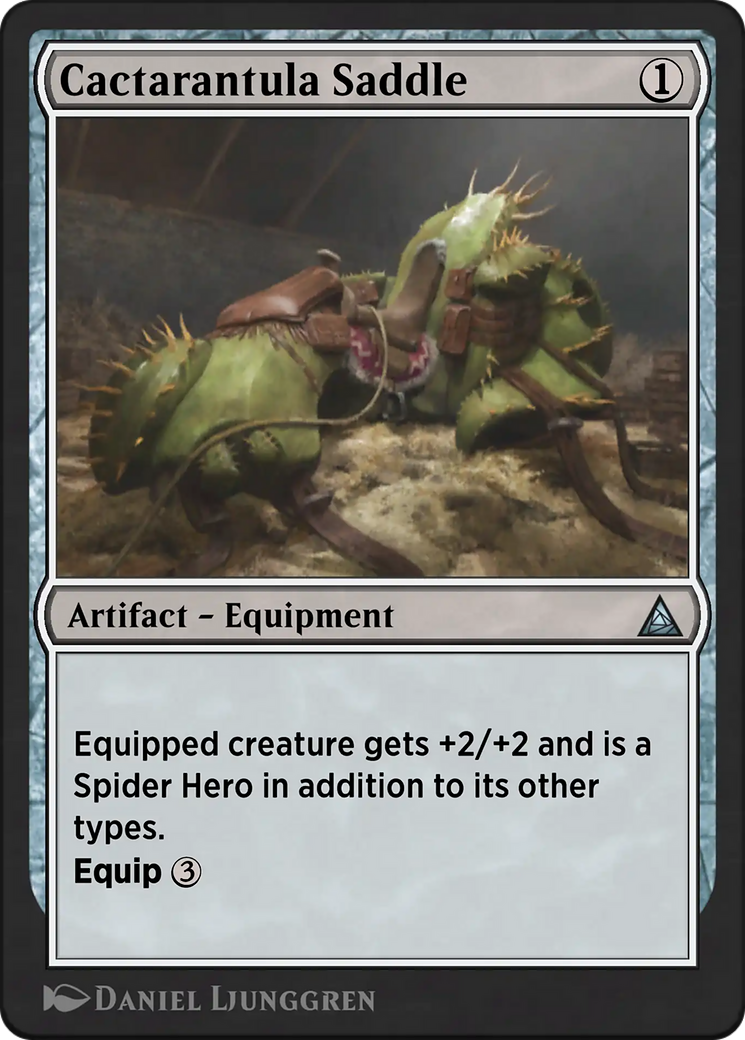 Cactarantula Saddle 1
Artifact – Equipment
Equipped creature gets +2/+2 and is a
Spider Hero in addition to its other
types.
Equip 3
Daniel Ljunggren